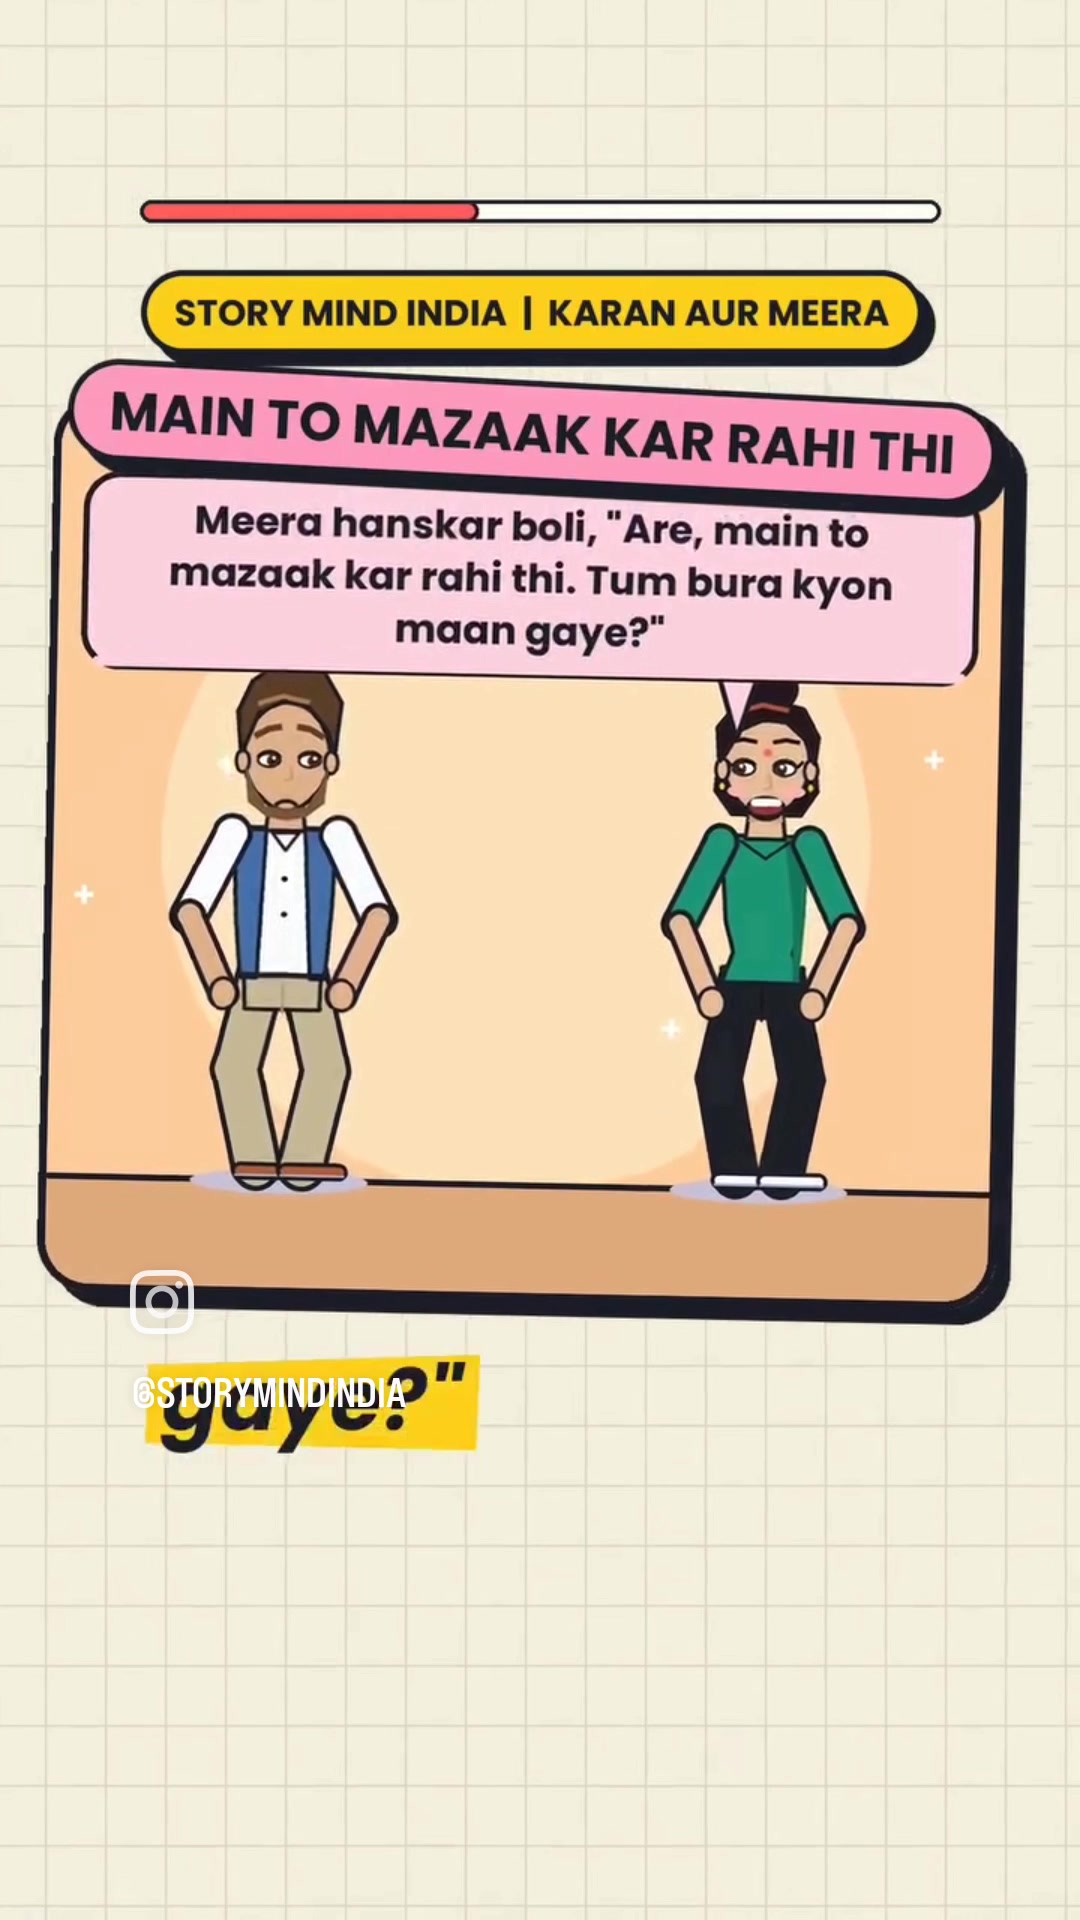 STORY MIND INDIA | KARAN AUR MEERA
MAIN TO MAZAAK KAR RAHI THI
Meera hanskar boli, "Are, main to
mazaak kar rahi thi. Tum bura kyon
maan gaye?"
gaye?"
@STORYMINDINDIA